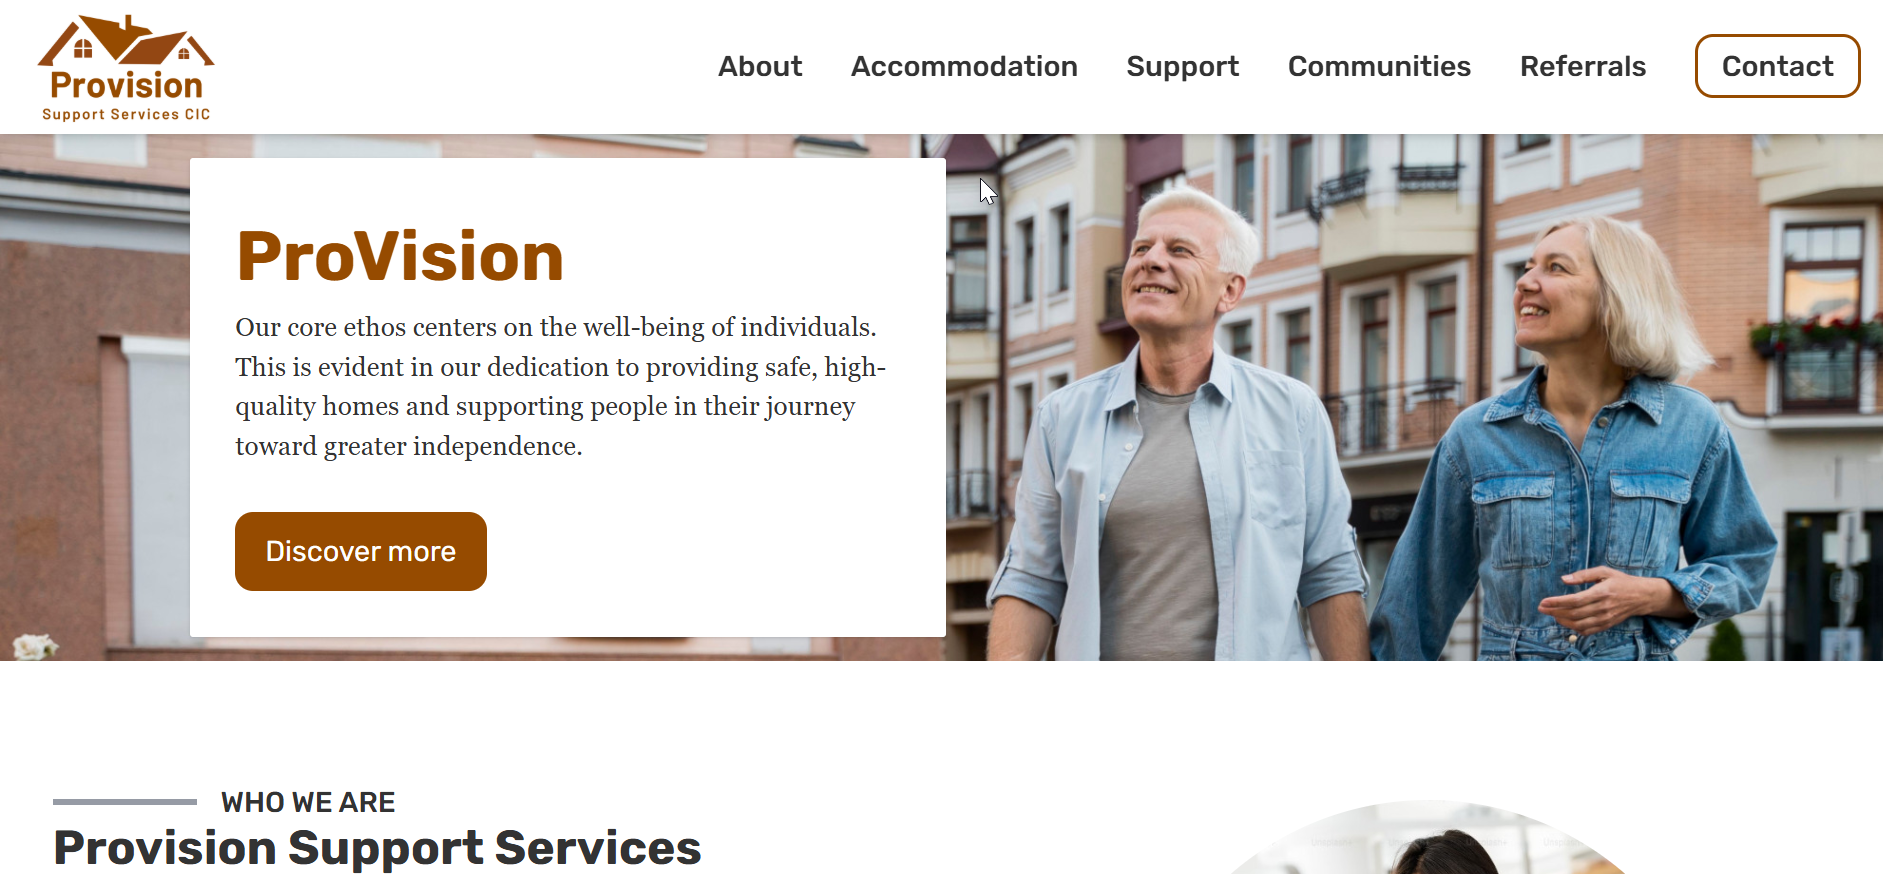 Provision
Support Services CIC
About
Accommodation
Support
Communities
Referrals
Contact
ProVision
Our core ethos centers on the well-being of individuals.
This is evident in our dedication to providing safe, high-
quality homes and supporting people in their journey
toward greater independence.
Discover more
WHO WE ARE
Provision Support Services